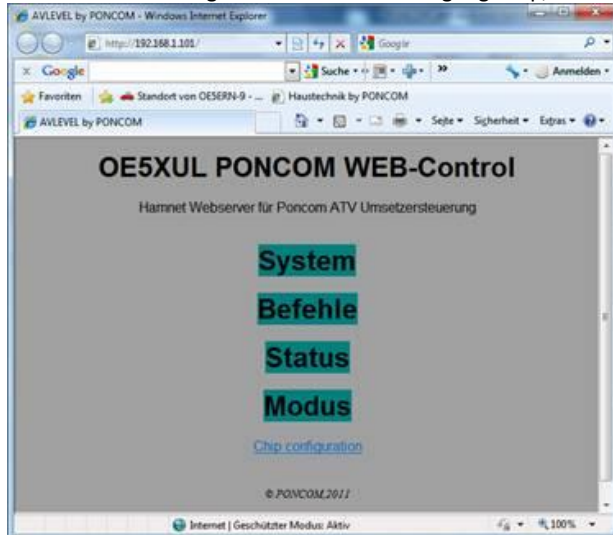 AVLEVEL by PONCOM - Windows Internet Explorer
http://192.168.1.101/
Google
Google Suche Anmelden
Favoriten Standort von OE5ERN-9 - ... Haustechnik by PONCOM
AVLEVEL by PONCOM Seite Sicherheit Extras
OE5XUL PONCOM WEB-Control
Hamnet Webserver für Poncom ATV Umsetzersteuerung
System
Befehle
Status
Modus
Chip configuration
© PONCOM,2011
Internet | Geschützter Modus: Aktiv 100%